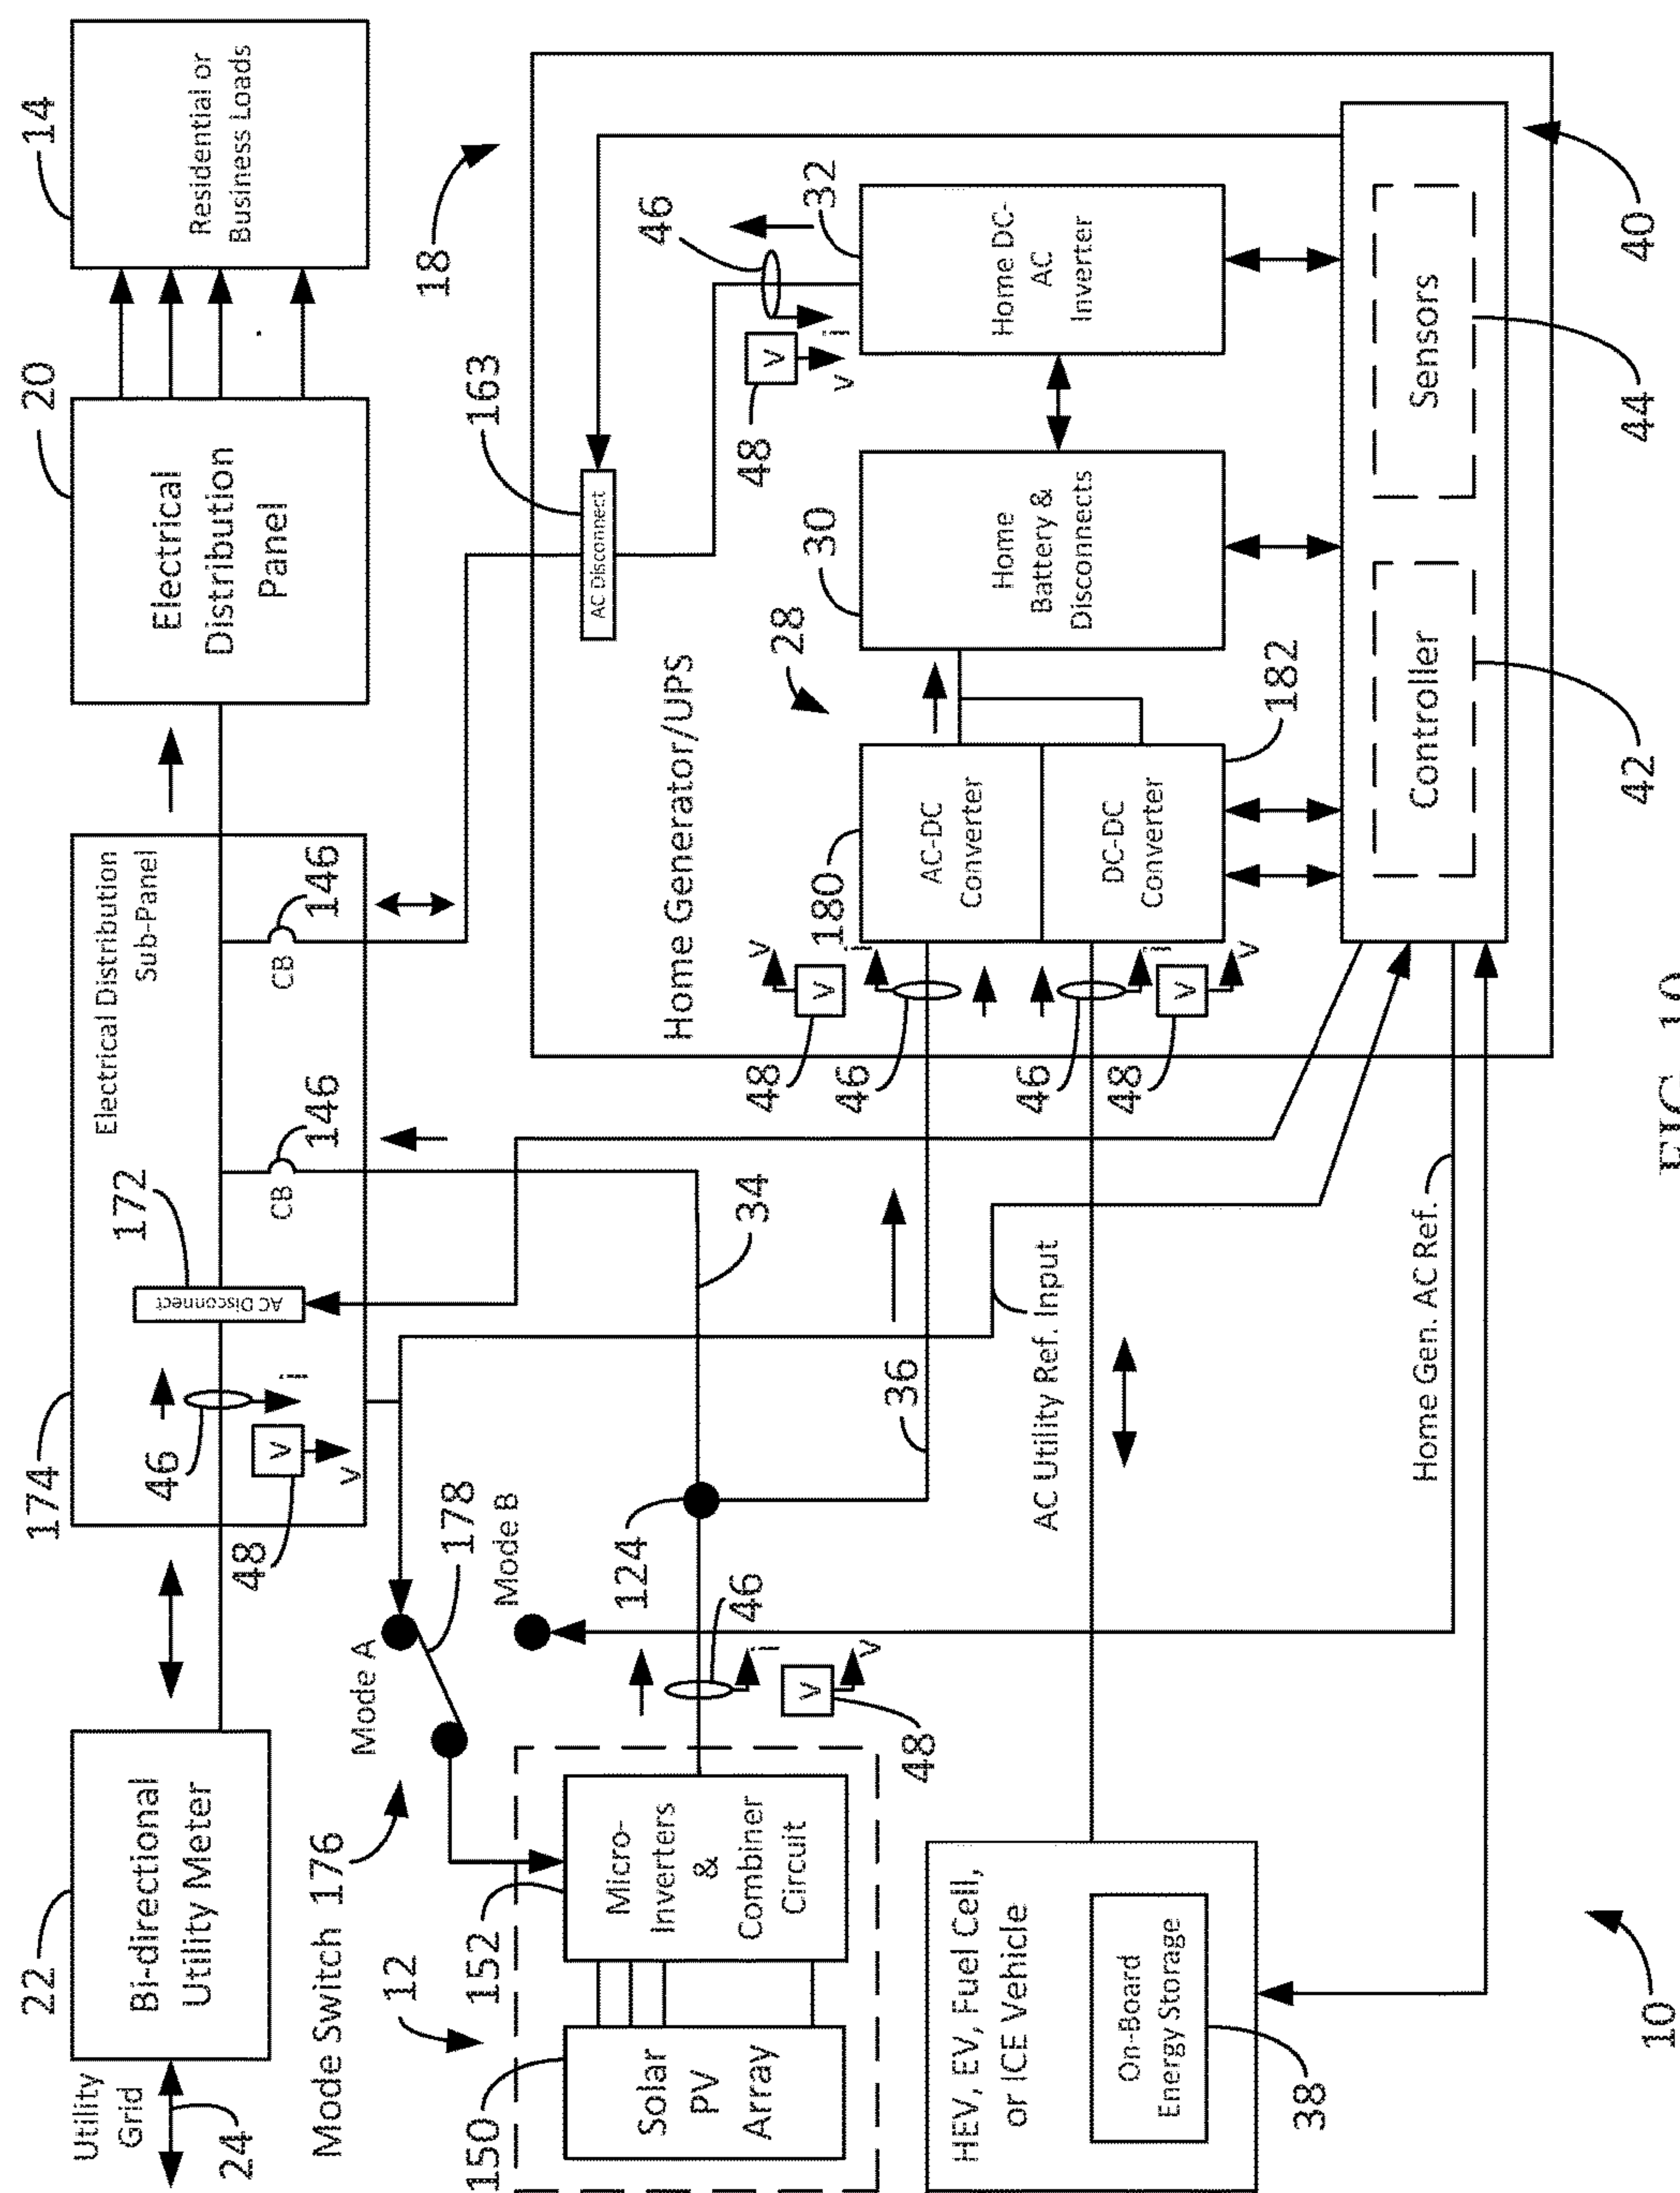 Utility
Grid
24
22
Bi-directional
Utility Meter
174
Electrical Distribution
Sub-Panel
46
i
V
v
48
172
AC Disconnect
CB
146
CB
146
20
Electrical
Distribution
Panel
14
Residential or
Business Loads
Mode Switch 176
Mode A
178
Mode B
12
150
Solar
PV
Array
152
Micro-
Inverters
&
Combiner
Circuit
46
i
V
v
48
124
34
36
AC Utility Ref. Input
Home Gen. AC Ref.
HEV, EV, Fuel Cell,
or ICE Vehicle
On-Board
Energy Storage
38
18
163
AC Disconnect
Home Generator/UPS
48
V
v
46
i
46
i
48
V
v
180
AC-DC
Converter
DC-DC
Converter
182
28
30
Home
Battery &
Disconnects
48
V
v
46
i
32
Home DC-
AC
Inverter
Controller
42
Sensors
44
40
10
FIG. 10